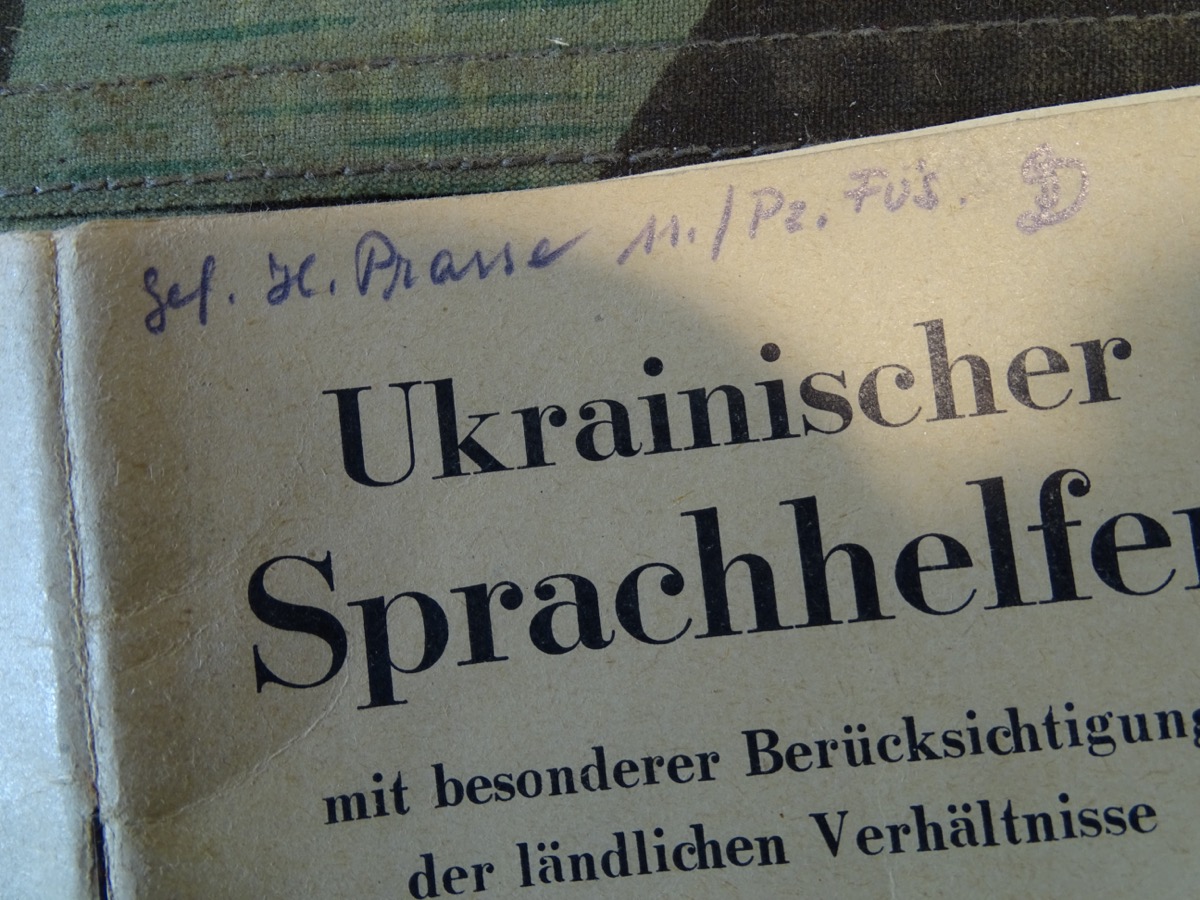 Gef. H. Prasse 11./Pz. Füs. D
Ukrainischer
Sprachhelfer
mit besonderer Berücksichtigung
der ländlichen Verhältnisse